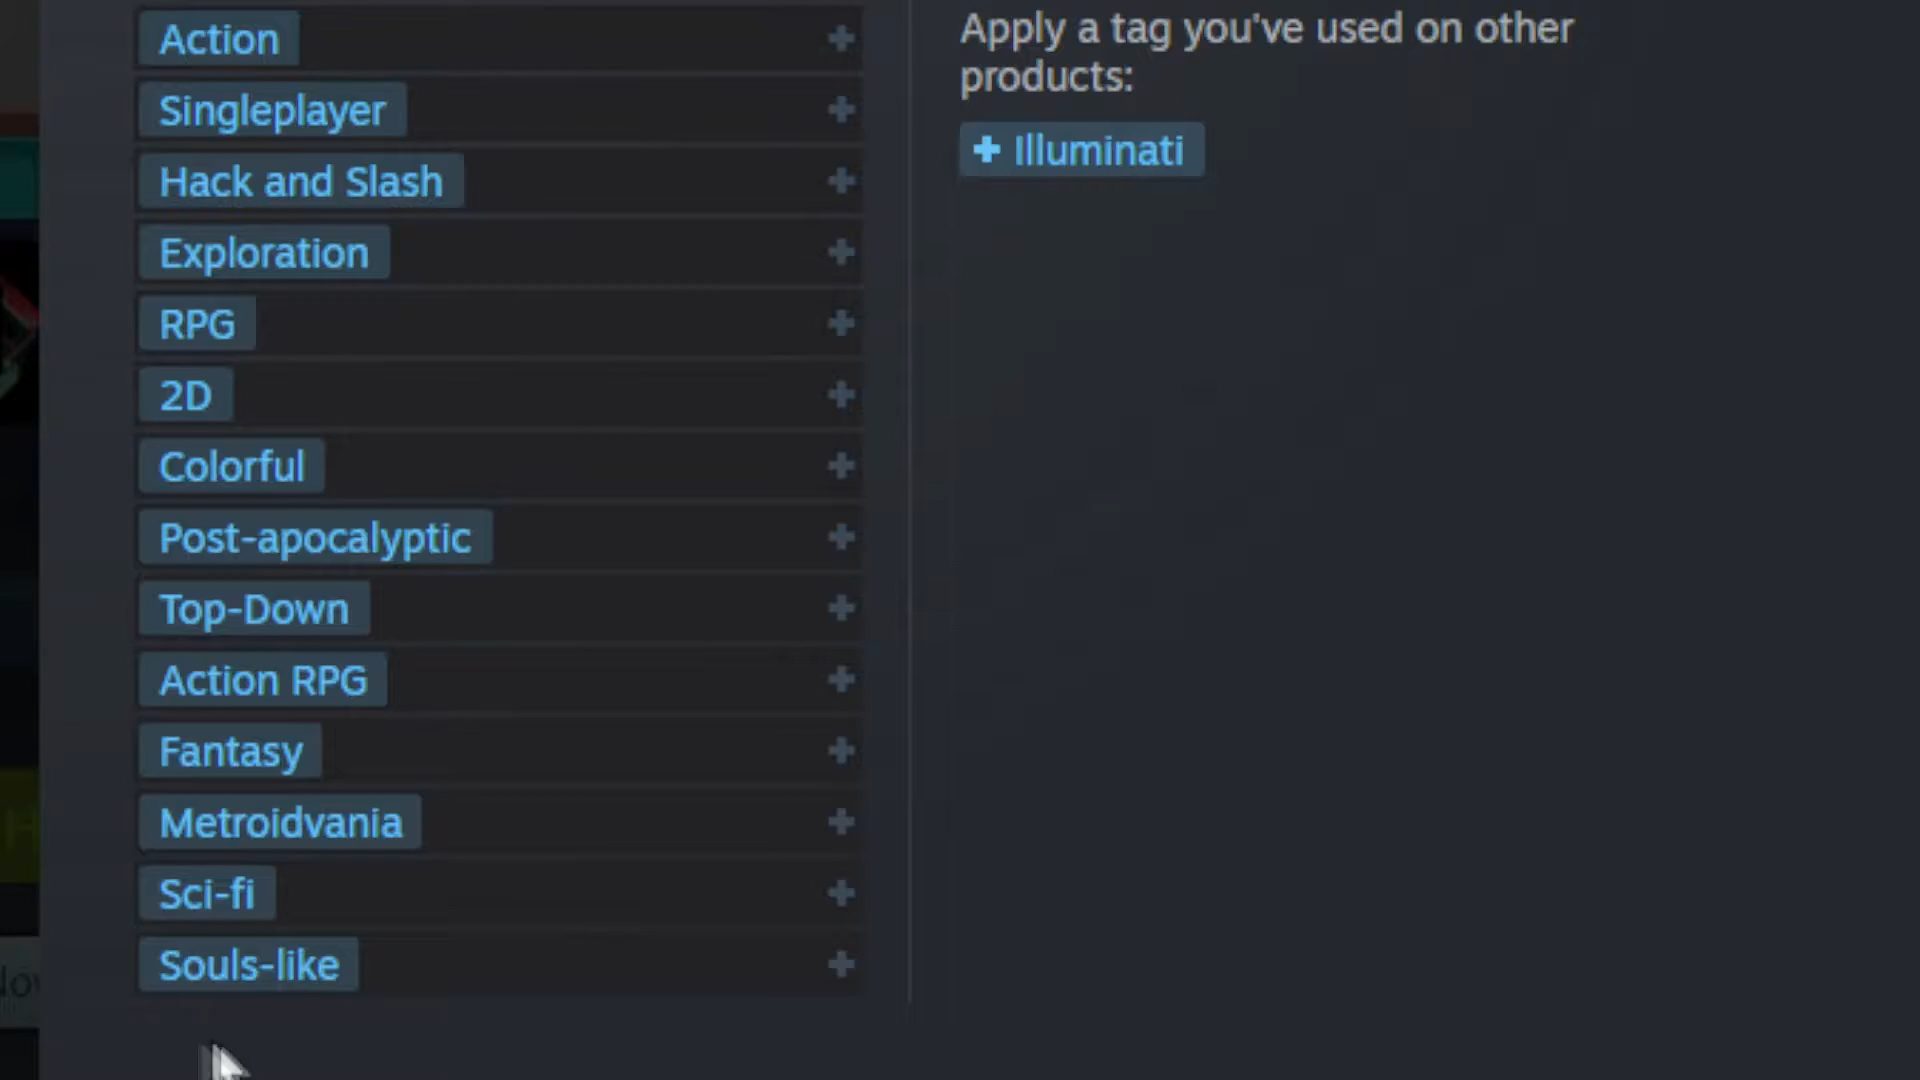 Action
Singleplayer
Hack and Slash
Exploration
RPG
2D
Colorful
Post-apocalyptic
Top-Down
Action RPG
Fantasy
Metroidvania
Sci-fi
Souls-like
Apply a tag you've used on other
products:
Illuminati